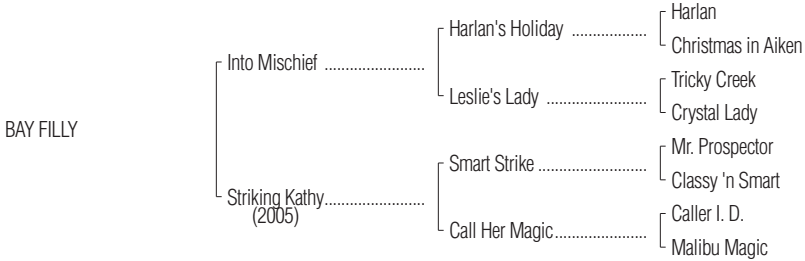 Harlan
Harlan's Holiday ..................
Christmas in Aiken
Into Mischief ........................
Tricky Creek
Leslie's Lady ........................
Crystal Lady
BAY FILLY
Mr. Prospector
Smart Strike ..........................
Classy 'n Smart
Striking Kathy........................
(2005)
Caller I. D.
Call Her Magic......................
Malibu Magic